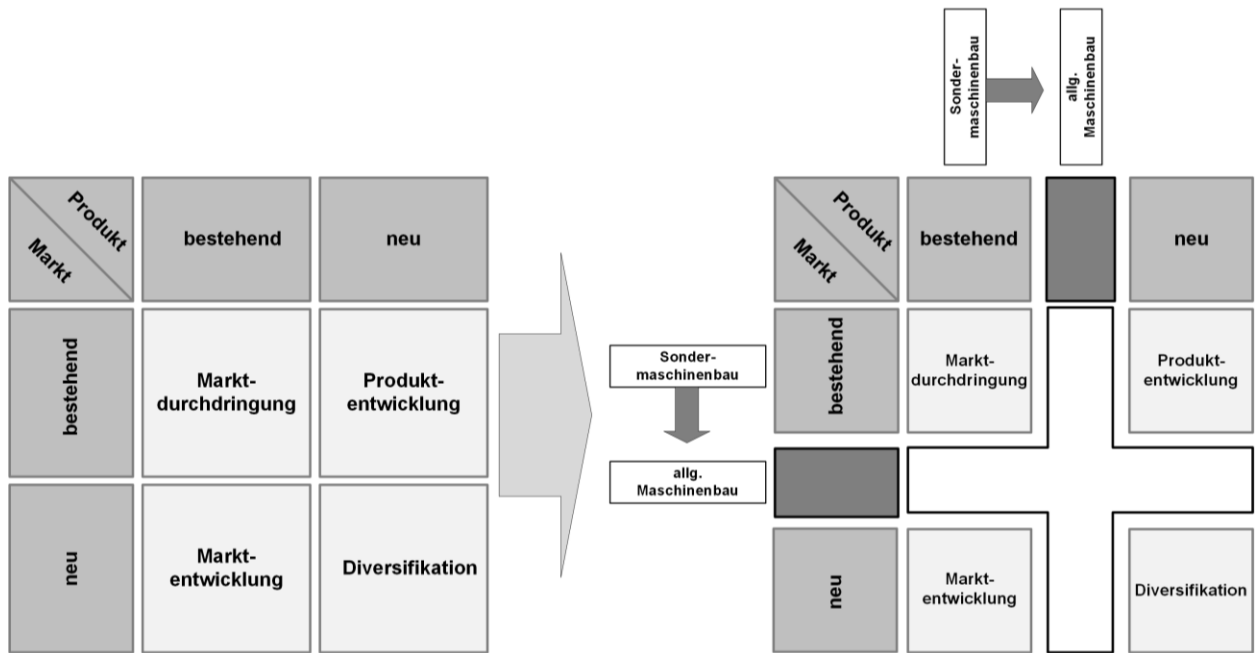 Sonder-
maschinenbau
allg.
Maschinenbau
Produkt
Markt
bestehend
neu
bestehend
Markt-
durchdringung
Produkt-
entwicklung
neu
Markt-
entwicklung
Diversifikation
Sonder-
maschinenbau
allg.
Maschinenbau
Produkt
Markt
bestehend
neu
bestehend
Markt-
durchdringung
Produkt-
entwicklung
neu
Markt-
entwicklung
Diversifikation